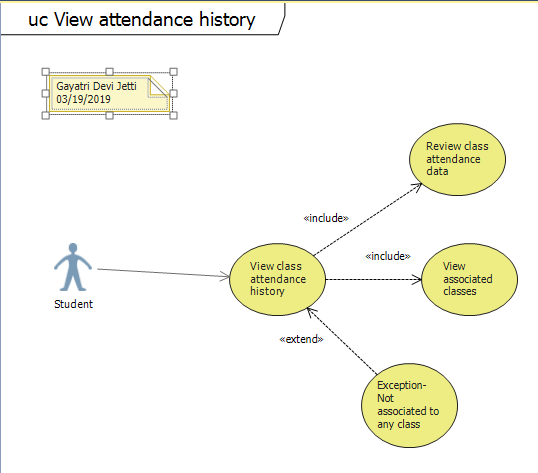 uc View attendance history
Gayatri Devi Jetti
03/19/2019
Review class
attendance
data
«include»
«include»
View class
attendance
history
View
associated
classes
Student
«extend»
Exception-
Not
associated to
any class